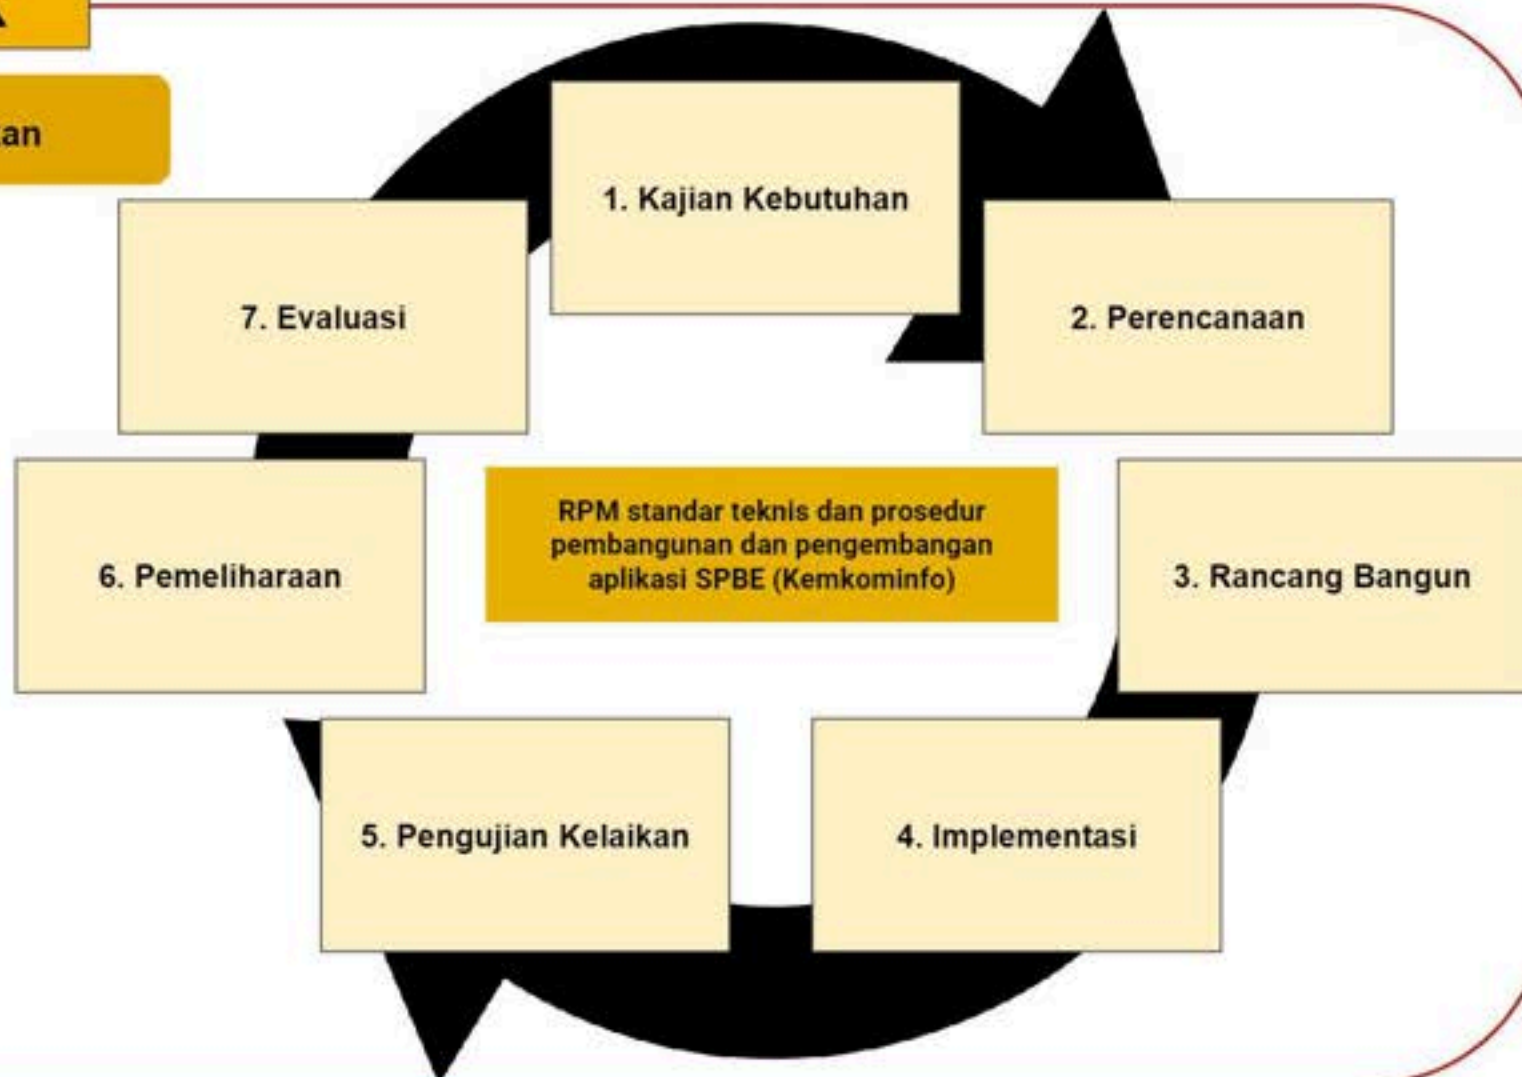 1. Kajian Kebutuhan
2. Perencanaan
3. Rancang Bangun
4. Implementasi
5. Pengujian Kelaikan
6. Pemeliharaan
7. Evaluasi
RPM standar teknis dan prosedur
pembangunan dan pengembangan
aplikasi SPBE (Kemkominfo)